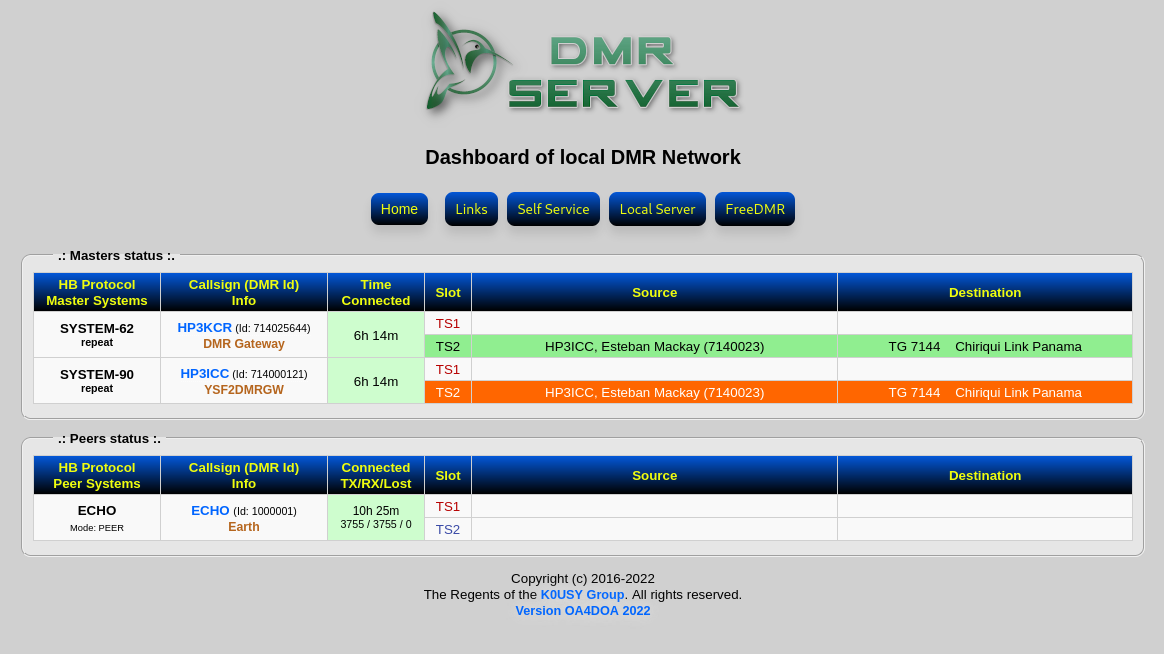 DMR
SERVER
Dashboard of local DMR Network
Home Links Self Service Local Server FreeDMR
.: Masters status :.
HB Protocol Master Systems Callsign (DMR Id) Info Time Connected Slot Source Destination
SYSTEM-62 repeat HP3KCR (Id: 714025644) DMR Gateway 6h 14m TS1
TS2 HP3ICC, Esteban Mackay (7140023) TG 7144 Chiriqui Link Panama
SYSTEM-90 repeat HP3ICC (Id: 714000121) YSF2DMRGW 6h 14m TS1
TS2 HP3ICC, Esteban Mackay (7140023) TG 7144 Chiriqui Link Panama
.: Peers status :.
HB Protocol Peer Systems Callsign (DMR Id) Info Connected TX/RX/Lost Slot Source Destination
ECHO Mode: PEER ECHO (Id: 1000001) Earth 10h 25m 3755 / 3755 / 0 TS1
TS2
Copyright (c) 2016-2022
The Regents of the K0USY Group. All rights reserved.
Version OA4DOA 2022